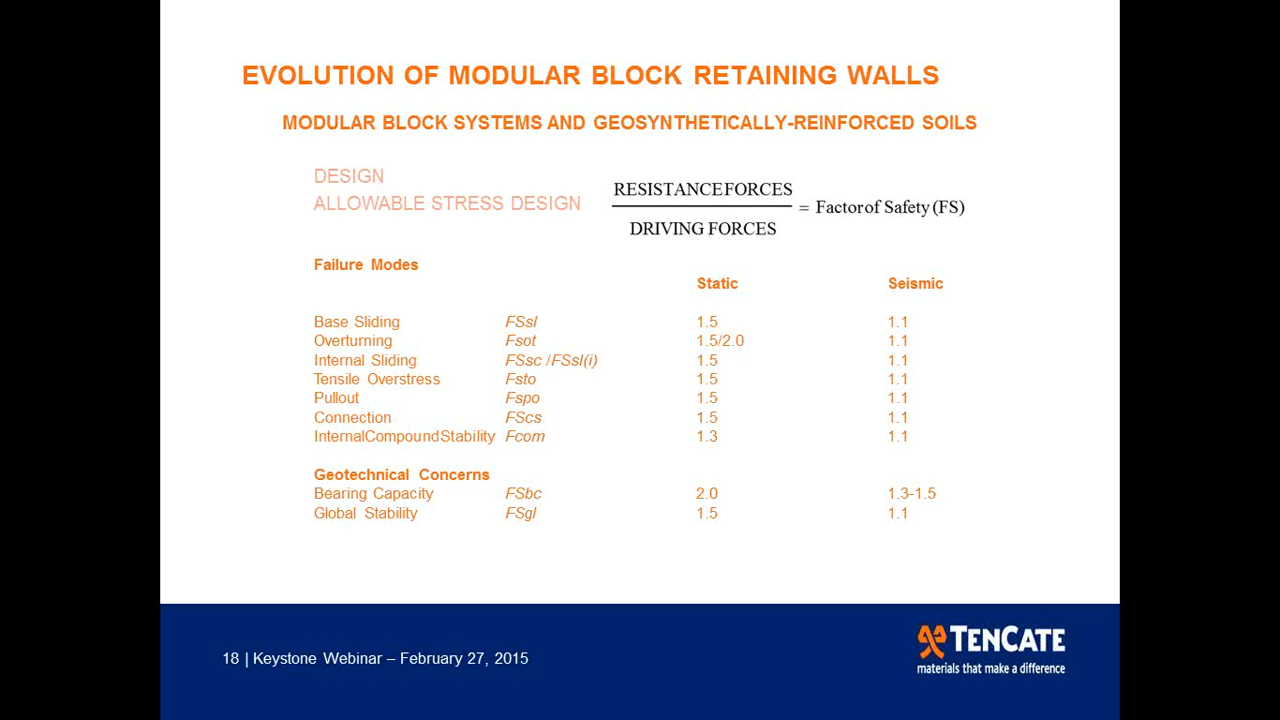 EVOLUTION OF MODULAR BLOCK RETAINING WALLS
MODULAR BLOCK SYSTEMS AND GEOSYNTHETICALLY-REINFORCED SOILS
DESIGN
ALLOWABLE STRESS DESIGN
RESISTANCE FORCES
DRIVING FORCES
= Factor of Safety (FS)
Failure Modes
Static Seismic
Base Sliding FSsl 1.5 1.1
Overturning Fsot 1.5/2.0 1.1
Internal Sliding FSsc /FSsl(i) 1.5 1.1
Tensile Overstress Fsto 1.5 1.1
Pullout Fspo 1.5 1.1
Connection FScs 1.5 1.1
InternalCompoundStability Fcom 1.3 1.1
Geotechnical Concerns
Bearing Capacity FSbc 2.0 1.3-1.5
Global Stability FSgl 1.5 1.1
18 | Keystone Webinar – February 27, 2015
TENCATE
materials that make a difference